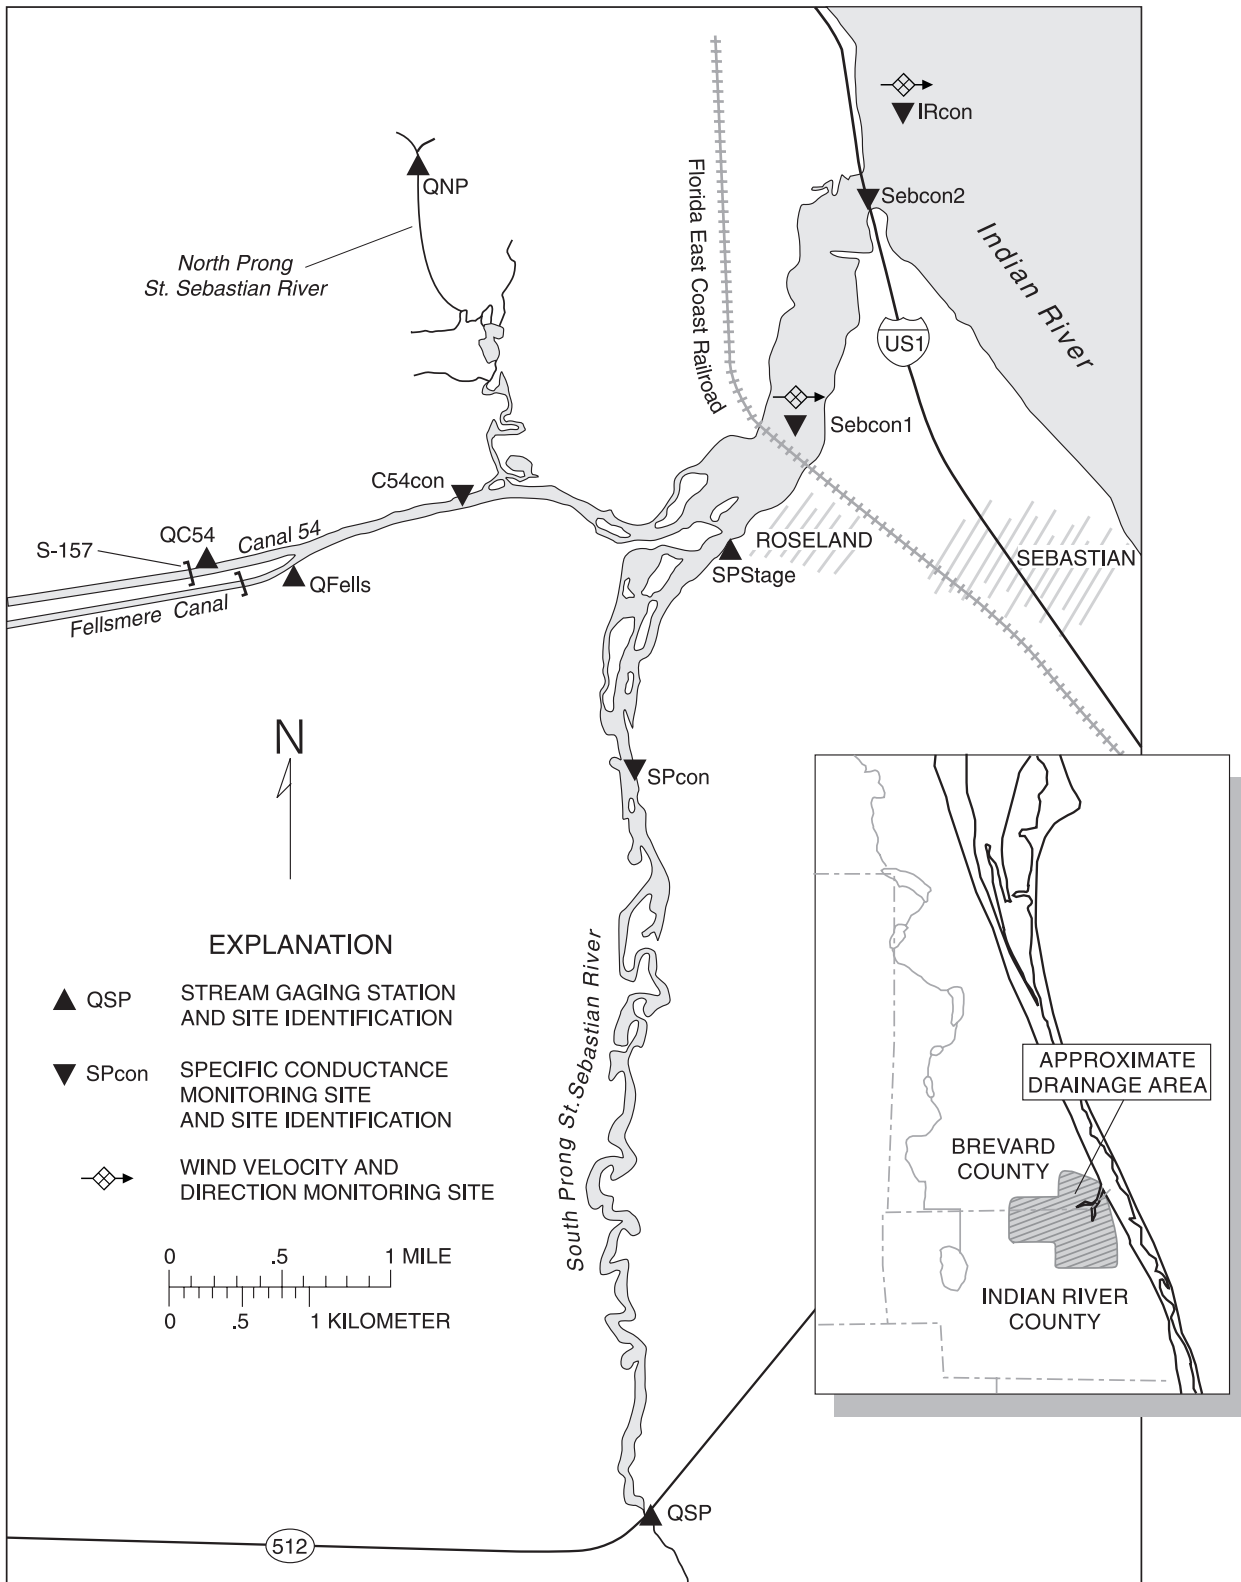 IRcon
QNP
Sebcon2
Florida East Coast Railroad
North Prong
St. Sebastian River
Indian River
US1
Sebcon1
C54con
QC54
Canal 54
S-157
ROSELAND
SEBASTIAN
SPStage
QFells
Fellsmere Canal
N
SPcon
EXPLANATION
QSP
STREAM GAGING STATION
AND SITE IDENTIFICATION
SPcon
SPECIFIC CONDUCTANCE
MONITORING SITE
AND SITE IDENTIFICATION
WIND VELOCITY AND
DIRECTION MONITORING SITE
0 .5 1 MILE
0 .5 1 KILOMETER
South Prong St.Sebastian River
APPROXIMATE
DRAINAGE AREA
BREVARD
COUNTY
INDIAN RIVER
COUNTY
QSP
512